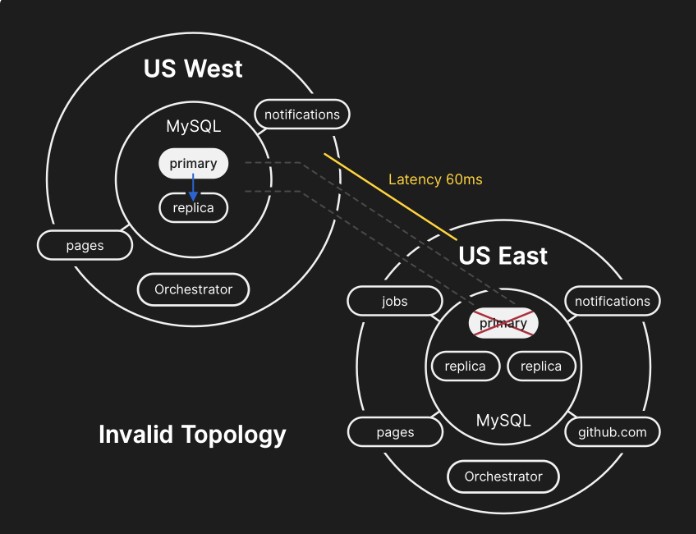 US West
notifications
MySQL
primary
replica
pages
Orchestrator
Latency 60ms
US East
jobs
notifications
primary
replica
replica
MySQL
pages
github.com
Orchestrator
Invalid Topology